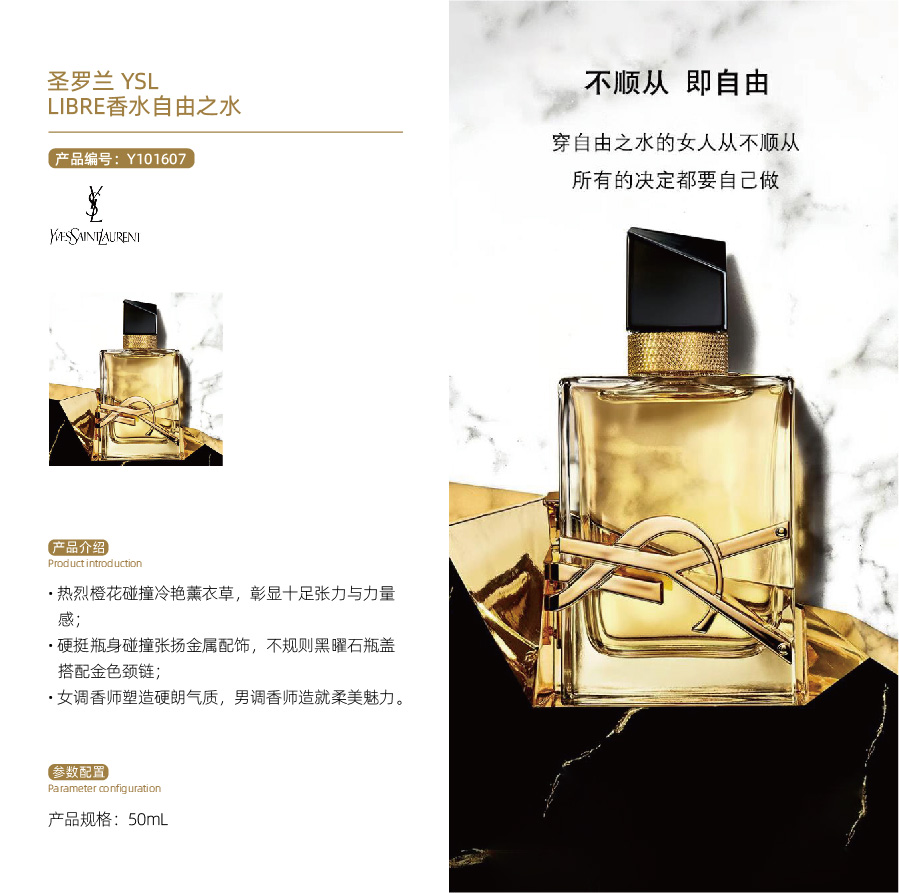 圣罗兰 YSL
LIBRE香水自由之水
产品编号：Y101607
YSL
YVESSAINTLAURENT
产品介绍
Product introduction
• 热烈橙花碰撞冷艳薰衣草，彰显十足张力与力量
感；
• 硬挺瓶身碰撞张扬金属配饰，不规则黑曜石瓶盖
搭配金色颈链；
• 女调香师塑造硬朗气质，男调香师造就柔美魅力。
参数配置
Parameter configuration
产品规格：50mL
不顺从 即自由
穿自由之水的女人从不顺从
所有的决定都要自己做